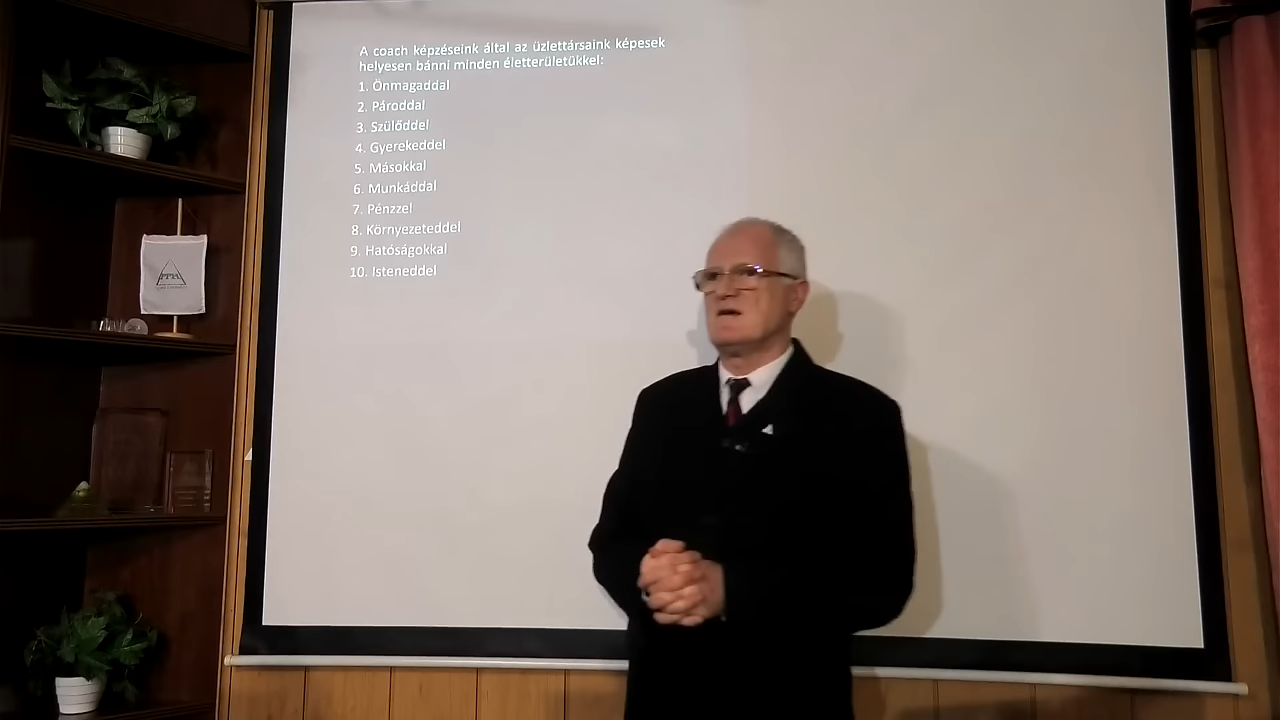 A coach képzéseink által az üzlettársaink képesek
helyesen bánni minden életterületükkel:
1. Önmagaddal
2. Pároddal
3. Szülőddel
4. Gyerekeddel
5. Másokkal
6. Munkáddal
7. Pénzzel
8. Környezeteddel
9. Hatóságokkal
10. Isteneddel